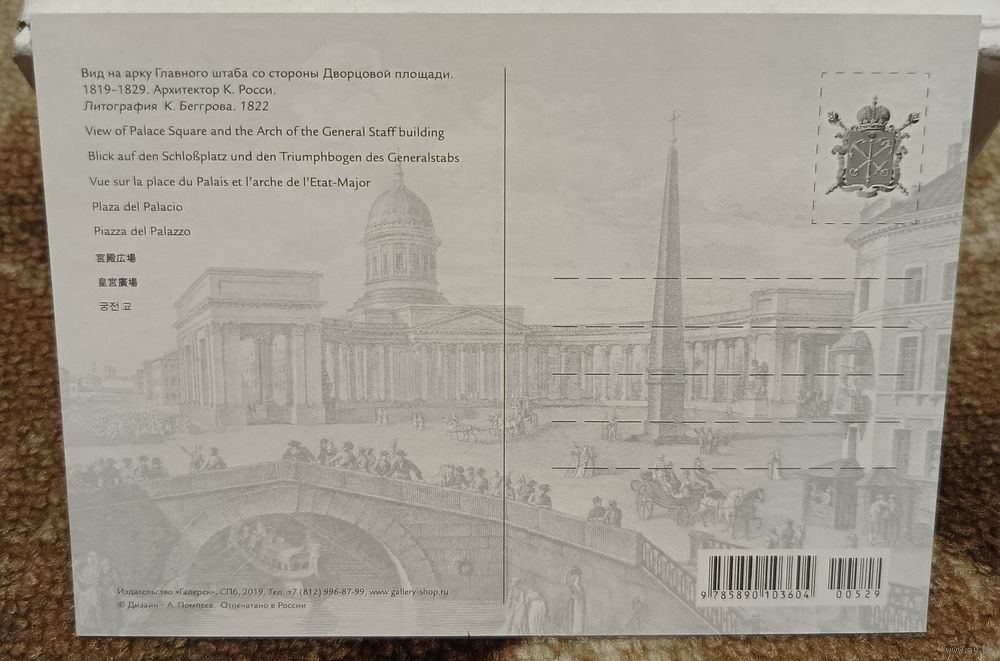 Вид на арку Главного штаба со стороны Дворцовой площади.
1819-1829. Архитектор К. Росси.
Литография К. Беггрова. 1822
View of Palace Square and the Arch of the General Staff building
Blick auf den Schloßplatz und den Triumphbogen des Generalstabs
Vue sur la place du Palais et l'arche de l'Etat-Major
Plaza del Palacio
Piazza del Palazzo
宮殿広場
皇宮廣場
궁전 교
Издательство «Галерея», СПб, 2019. Тел. +7 (812) 996-87-99, www.gallery-shop.ru
© Дизайн - А. Помпеев. Отпечатано в России
9 785890 103604
00529
www.ay.by